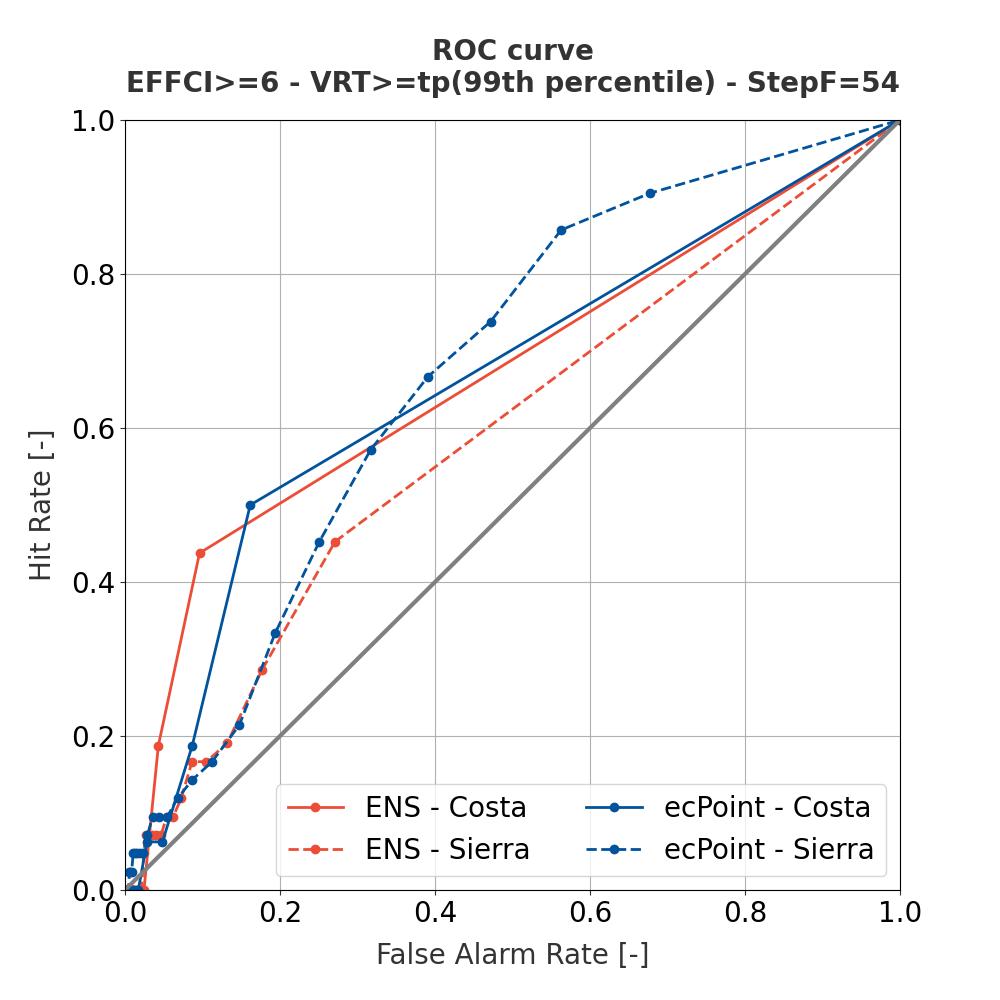 ROC curve
EFFCI>=6 - VRT>=tp(99th percentile) - StepF=54
1.0
0.8
0.6
0.4
0.2
0.0
Hit Rate [-]
ENS - Costa
ENS - Sierra
ecPoint - Costa
ecPoint - Sierra
0.0 0.2 0.4 0.6 0.8 1.0
False Alarm Rate [-]